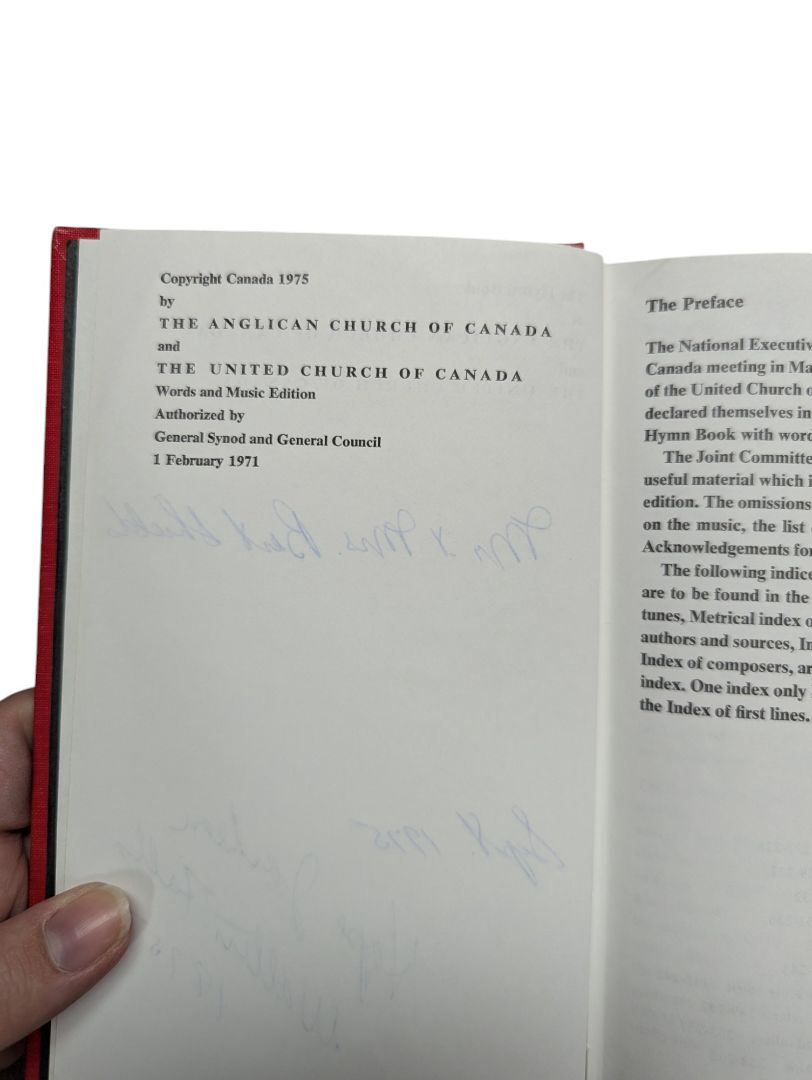 Copyright Canada 1975
by
THE ANGLICAN CHURCH OF CANADA
and
THE UNITED CHURCH OF CANADA
Words and Music Edition
Authorized by
General Synod and General Council
1 February 1971
Mr & Mrs. Bert
Sept. 1975
The Preface
The National Executiv
Canada meeting in Ma
of the United Church o
declared themselves in
Hymn Book with word
The Joint Committe
useful material which i
edition. The omissions
on the music, the list
Acknowledgements for
The following indice
are to be found in the
tunes, Metrical index o
authors and sources, In
Index of composers, ar
index. One index only
the Index of first lines.